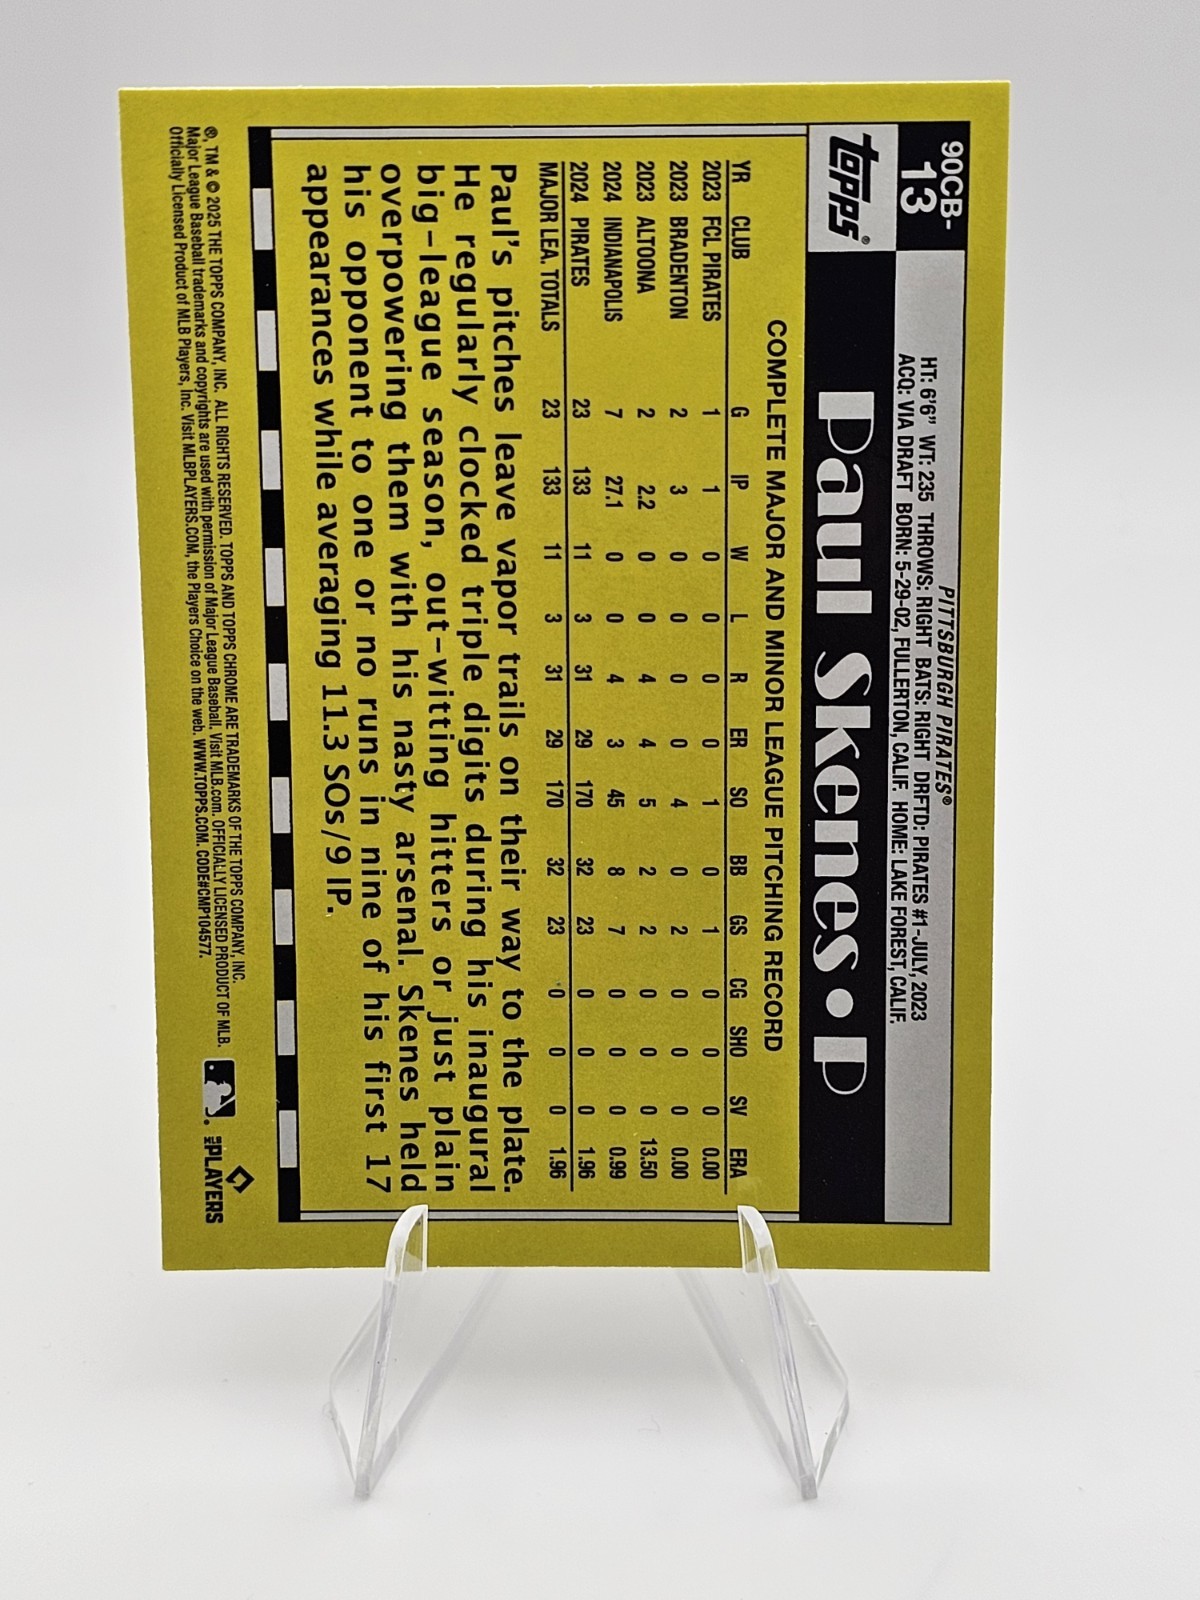 90CB-
13
PITTSBURGH PIRATES®
HT: 6'6" WT: 235 THROWS: RIGHT BATS: RIGHT DRFTD: PIRATES #1-JULY, 2023
ACQ: VIA DRAFT BORN: 5-29-02, FULLERTON, CALIF. HOME: LAKE FOREST, CALIF.
topps®
Paul Skenes • P
COMPLETE MAJOR AND MINOR LEAGUE PITCHING RECORD
YR CLUB G IP W L R ER SO BB GS CG SHO SV ERA
2023 FCL PIRATES 1 1 0 0 0 0 1 0 1 0 0 0 0.00
2023 BRADENTON 2 3 0 0 0 0 4 0 2 0 0 0 0.00
2023 ALTOONA 2 2.2 0 0 4 4 5 2 2 0 0 0 13.50
2024 INDIANAPOLIS 7 27.1 0 0 4 3 45 8 7 0 0 0 0.99
2024 PIRATES 23 133 11 3 31 29 170 32 23 0 0 0 1.96
MAJOR LEA. TOTALS 23 133 11 3 31 29 170 32 23 0 0 0 1.96
Paul's pitches leave vapor trails on their way to the plate.
He regularly clocked triple digits during his inaugural
big-league season, out-witting hitters or just plain
overpowering them with his nasty arsenal. Skenes held
his opponent to one or no runs in nine of his first 17
appearances while averaging 11.3 SOs/9 IP.
®, TM & © 2025 THE TOPPS COMPANY, INC. ALL RIGHTS RESERVED. TOPPS AND TOPPS CHROME ARE TRADEMARKS OF THE TOPPS COMPANY, INC.
Major League Baseball trademarks and copyrights are used with permission of Major League Baseball. Visit MLB.com. OFFICIALLY LICENSED PRODUCT OF MLB.
Officially Licensed Product of MLB Players, Inc. Visit MLBPLAYERS.COM, the Players Choice on the web. WWW.TOPPS.COM. CODE#CMP104577.
MLB PLAYERS